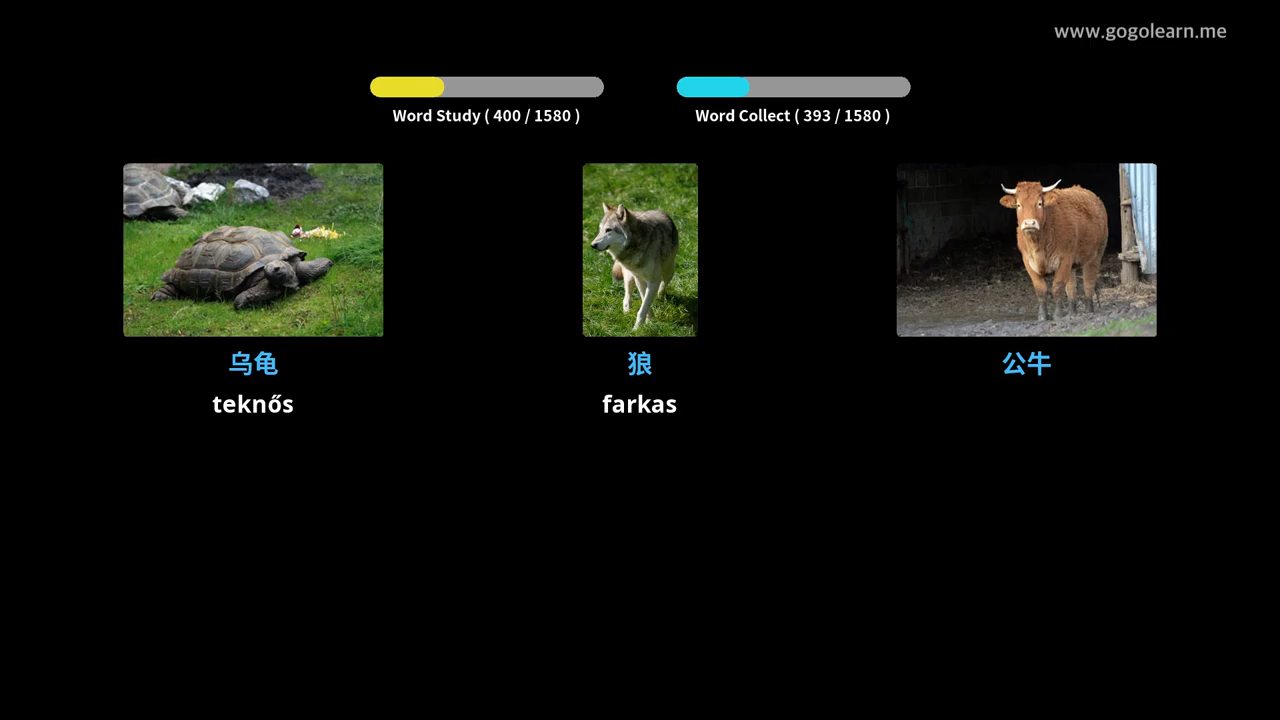 www.gogolearn.me
Word Study ( 400 / 1580 )
Word Collect ( 393 / 1580 )
乌龟
狼
公牛
teknős
farkas